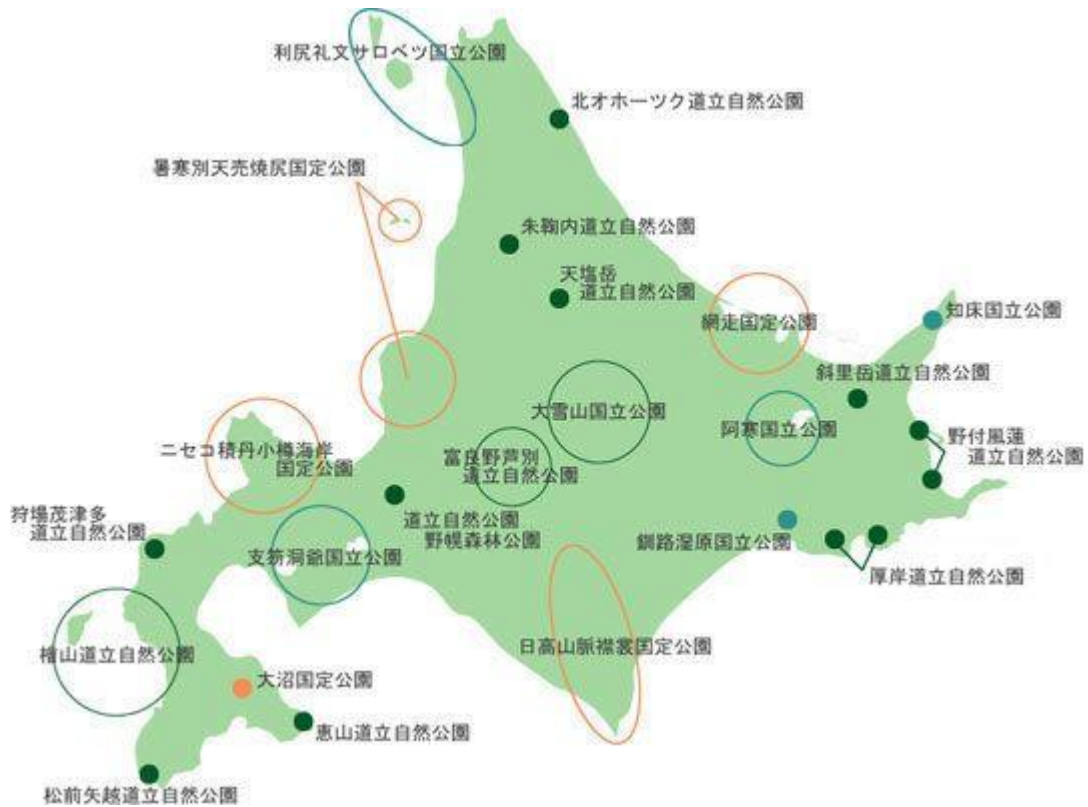 利尻礼文サロベツ国立公園
北オホーツク道立自然公園
暑寒別天売焼尻国定公園
朱鞠内道立自然公園
天塩岳
道立自然公園
網走国定公園
知床国立公園
斜里岳道立自然公園
大雪山国立公園
阿寒国立公園
野付風蓮
道立自然公園
ニセコ積丹小樽海岸
国定公園
富良野芦別
道立自然公園
狩場茂津多
道立自然公園
道立自然公園
野幌森林公園
釧路湿原国立公園
支笏洞爺国立公園
厚岸道立自然公園
日高山脈襟裳国定公園
檜山道立自然公園
大沼国定公園
恵山道立自然公園
松前矢越道立自然公園